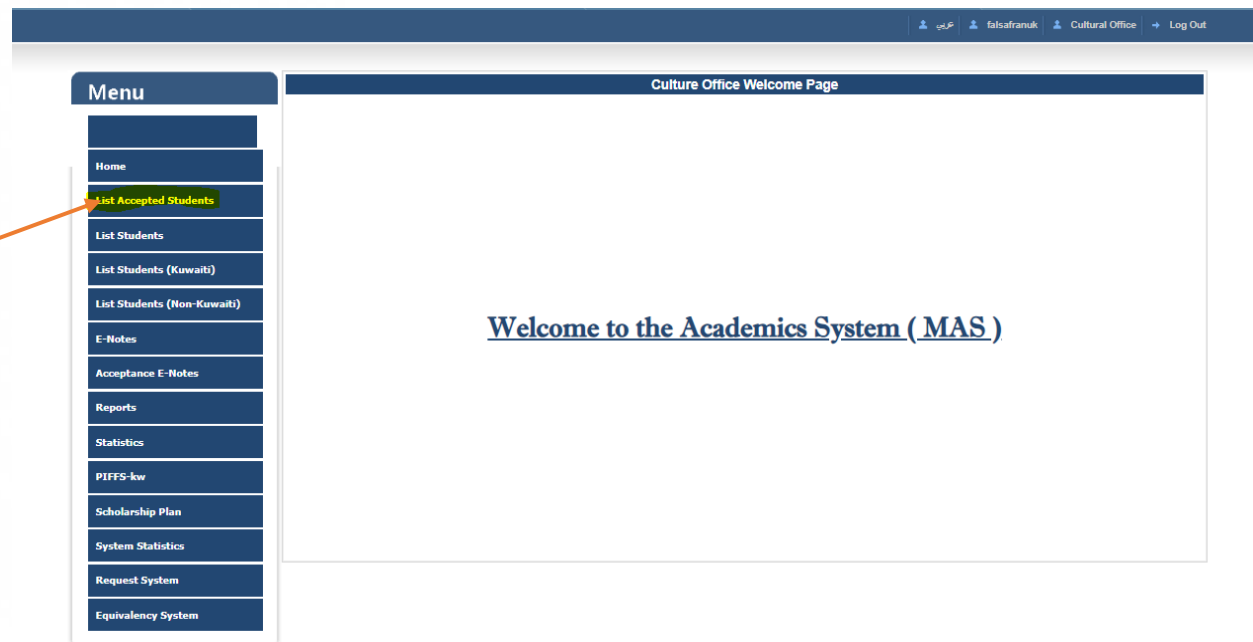 عربي falsafranuk Cultural Office Log Out
Menu
Culture Office Welcome Page
Home
List Accepted Students
List Students
List Students (Kuwaiti)
List Students (Non-Kuwaiti)
E-Notes
Acceptance E-Notes
Reports
Statistics
PIFFS-kw
Scholarship Plan
System Statistics
Request System
Equivalency System
Welcome to the Academics System ( MAS )